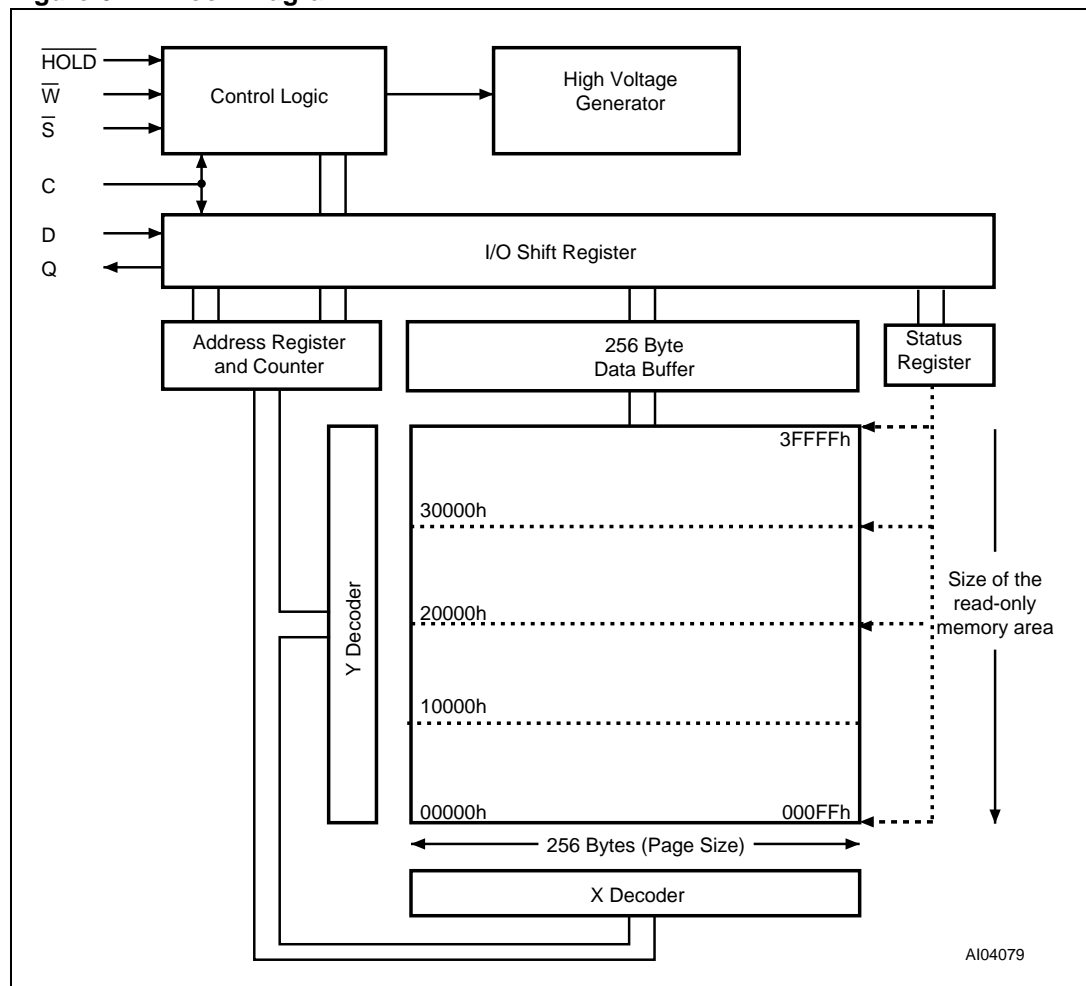 HOLD
W
S
C
D
Q
Control Logic
High Voltage
Generator
I/O Shift Register
Address Register
and Counter
256 Byte
Data Buffer
Status
Register
3FFFFh
30000h
20000h
10000h
00000h
000FFh
Y Decoder
Size of the
read-only
memory area
256 Bytes (Page Size)
X Decoder
AI04079